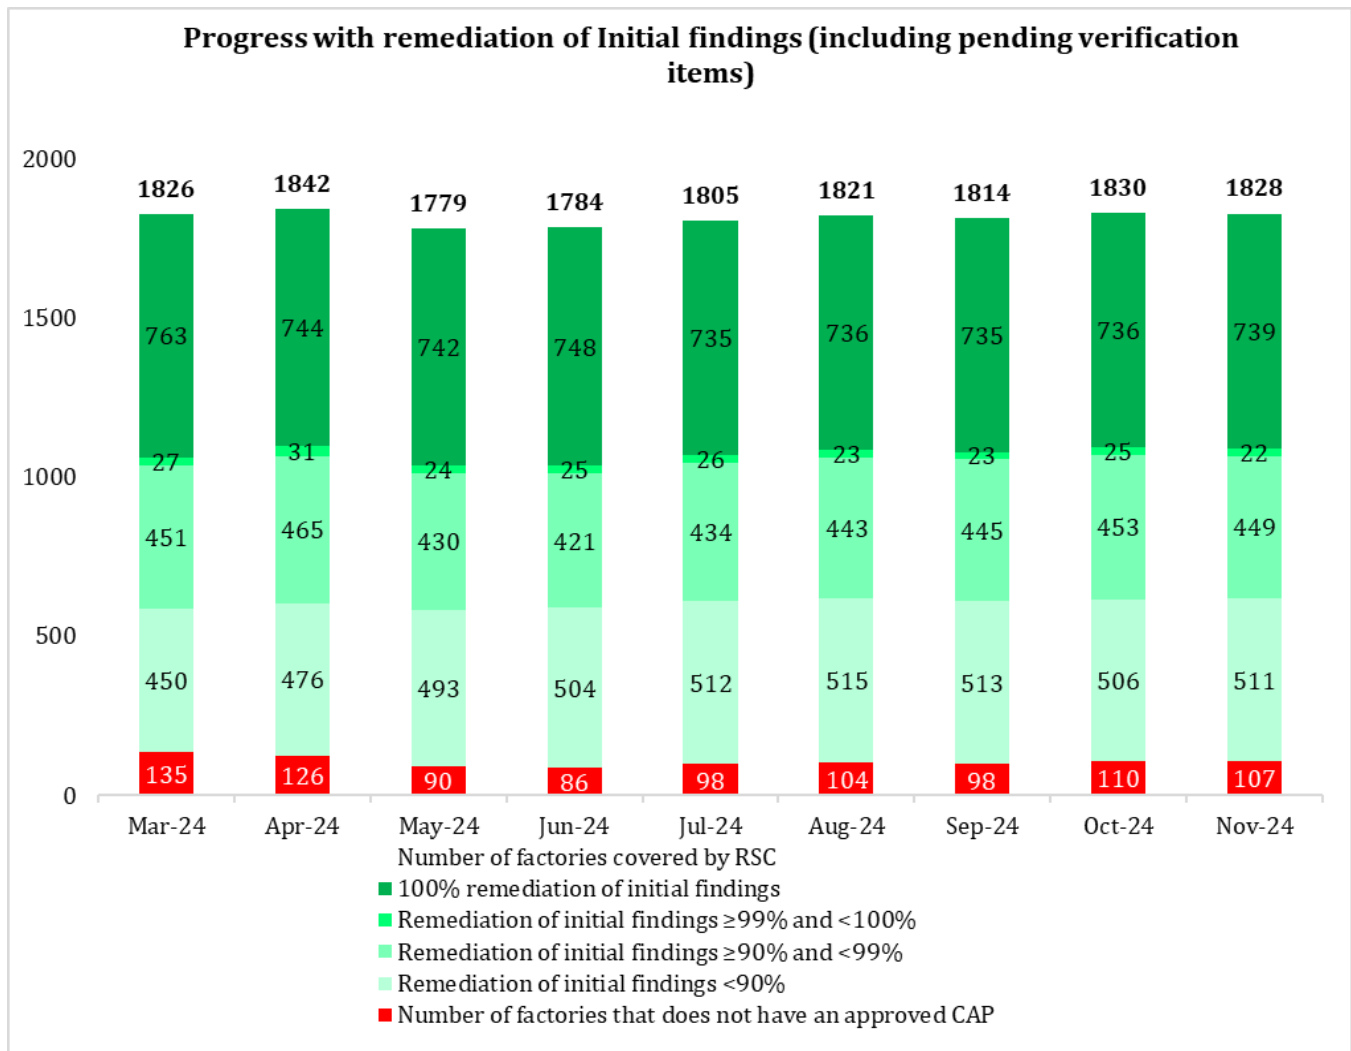 Progress with remediation of Initial findings (including pending verification
items)
2000
1826 1842 1779 1784 1805 1821 1814 1830 1828
1500
763 744 742 748 735 736 735 736 739
27 31 24 25 26 23 23 25 22
1000
451 465 430 421 434 443 445 453 449
500
450 476 493 504 512 515 513 506 511
135 126 90 86 98 104 98 110 107
0
Mar-24 Apr-24 May-24 Jun-24 Jul-24 Aug-24 Sep-24 Oct-24 Nov-24
Number of factories covered by RSC
100% remediation of initial findings
Remediation of initial findings ≥99% and <100%
Remediation of initial findings ≥90% and <99%
Remediation of initial findings <90%
Number of factories that does not have an approved CAP